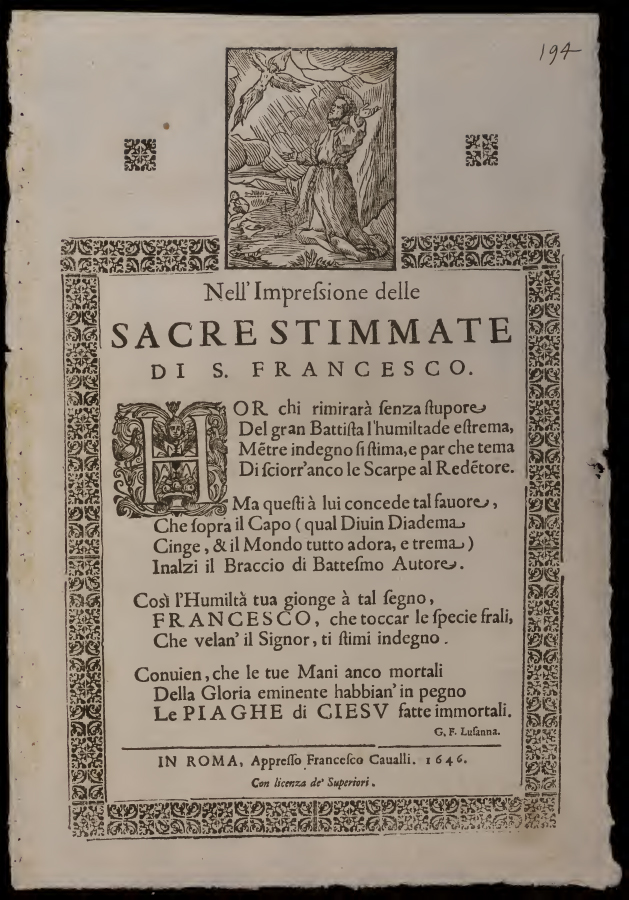 194
Nell' Impreſsione delle
SACRE STIMMATE
DI S. FRANCESCO.
HOR chi rimirarà ſenza ſtupore
Del gran Battiſta l'humiltade eſtrema,
Mẽtre indegno ſi ſtima, e par che tema
Di ſciorr'anco le Scarpe al Redẽtore.
Ma queſti à lui concede tal fauore,
Che ſopra il Capo (qual Diuin Diadema
Cinge, & il Mondo tutto adora, e trema)
Inalzi il Braccio di Batteſmo Autore.
Così l'Humiltà tua gionge à tal ſegno,
FRANCESCO, che toccar le ſpecie frali,
Che velan' il Signor, ti ſtimi indegno.
Conuien, che le tue Mani anco mortali
Della Gloria eminente habbian' in pegno
Le PIAGHE di GIESV fatte immortali.
G. F. Luſanna.
IN ROMA, Appreſſo Franceſco Caualli. 1646.
Con licenza de' Superiori.